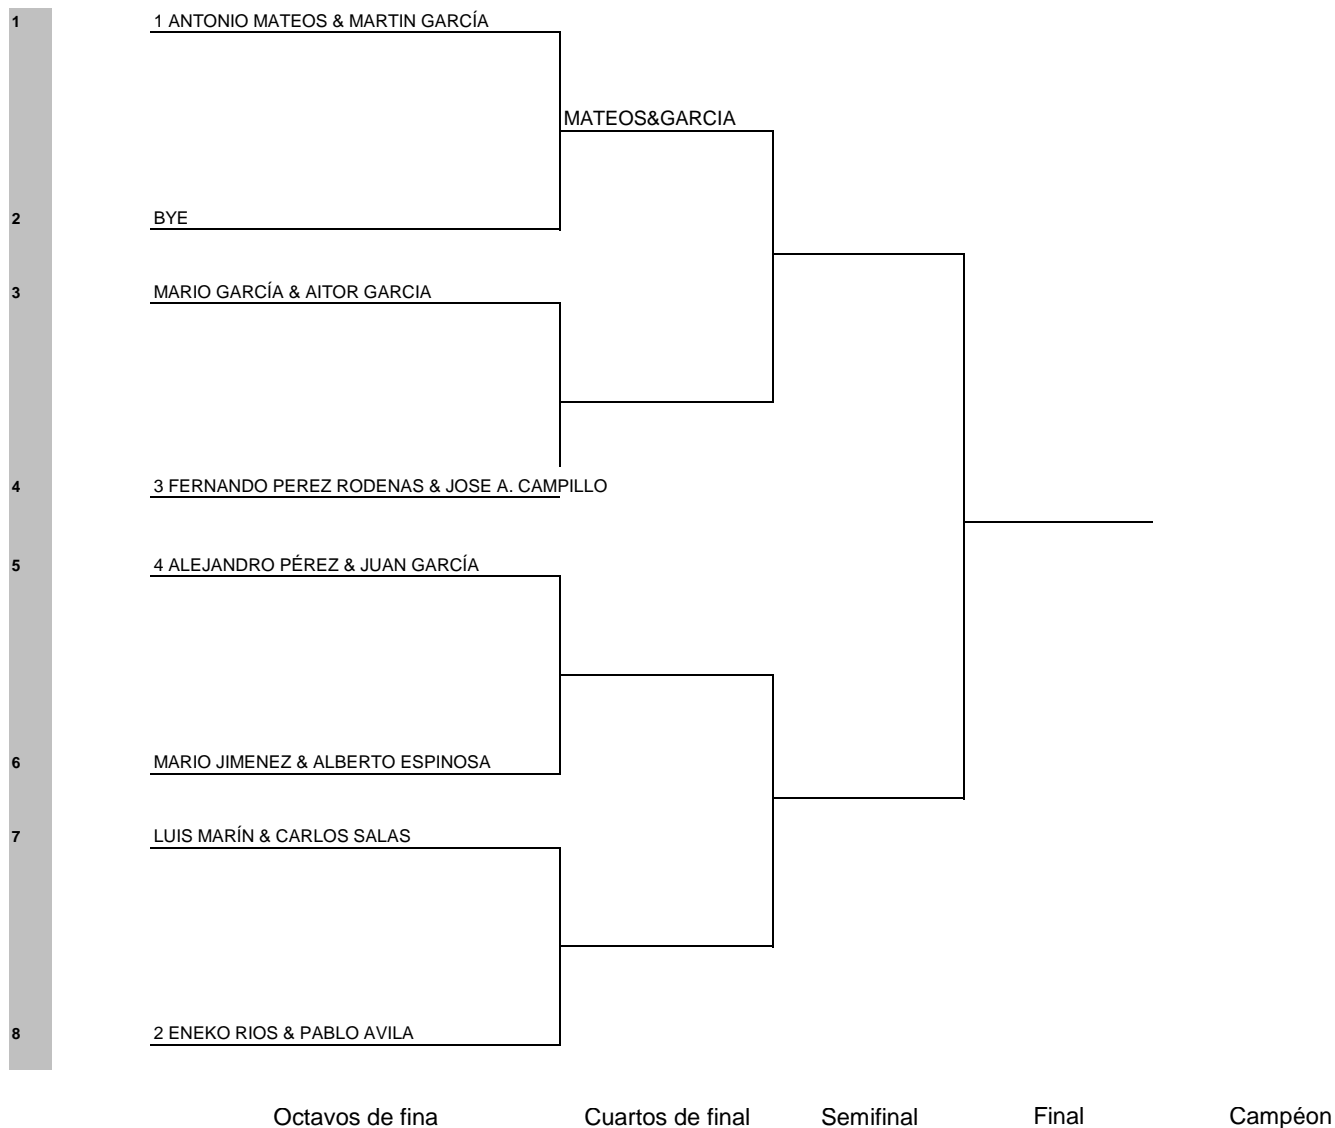 1 1 ANTONIO MATEOS & MARTIN GARCÍA
MATEOS&GARCIA
2 BYE
3 MARIO GARCÍA & AITOR GARCIA
4 3 FERNANDO PEREZ RODENAS & JOSE A. CAMPILLO
5 4 ALEJANDRO PÉREZ & JUAN GARCÍA
6 MARIO JIMENEZ & ALBERTO ESPINOSA
7 LUIS MARÍN & CARLOS SALAS
8 2 ENEKO RIOS & PABLO AVILA
Octavos de fina Cuartos de final Semifinal Final Campéon